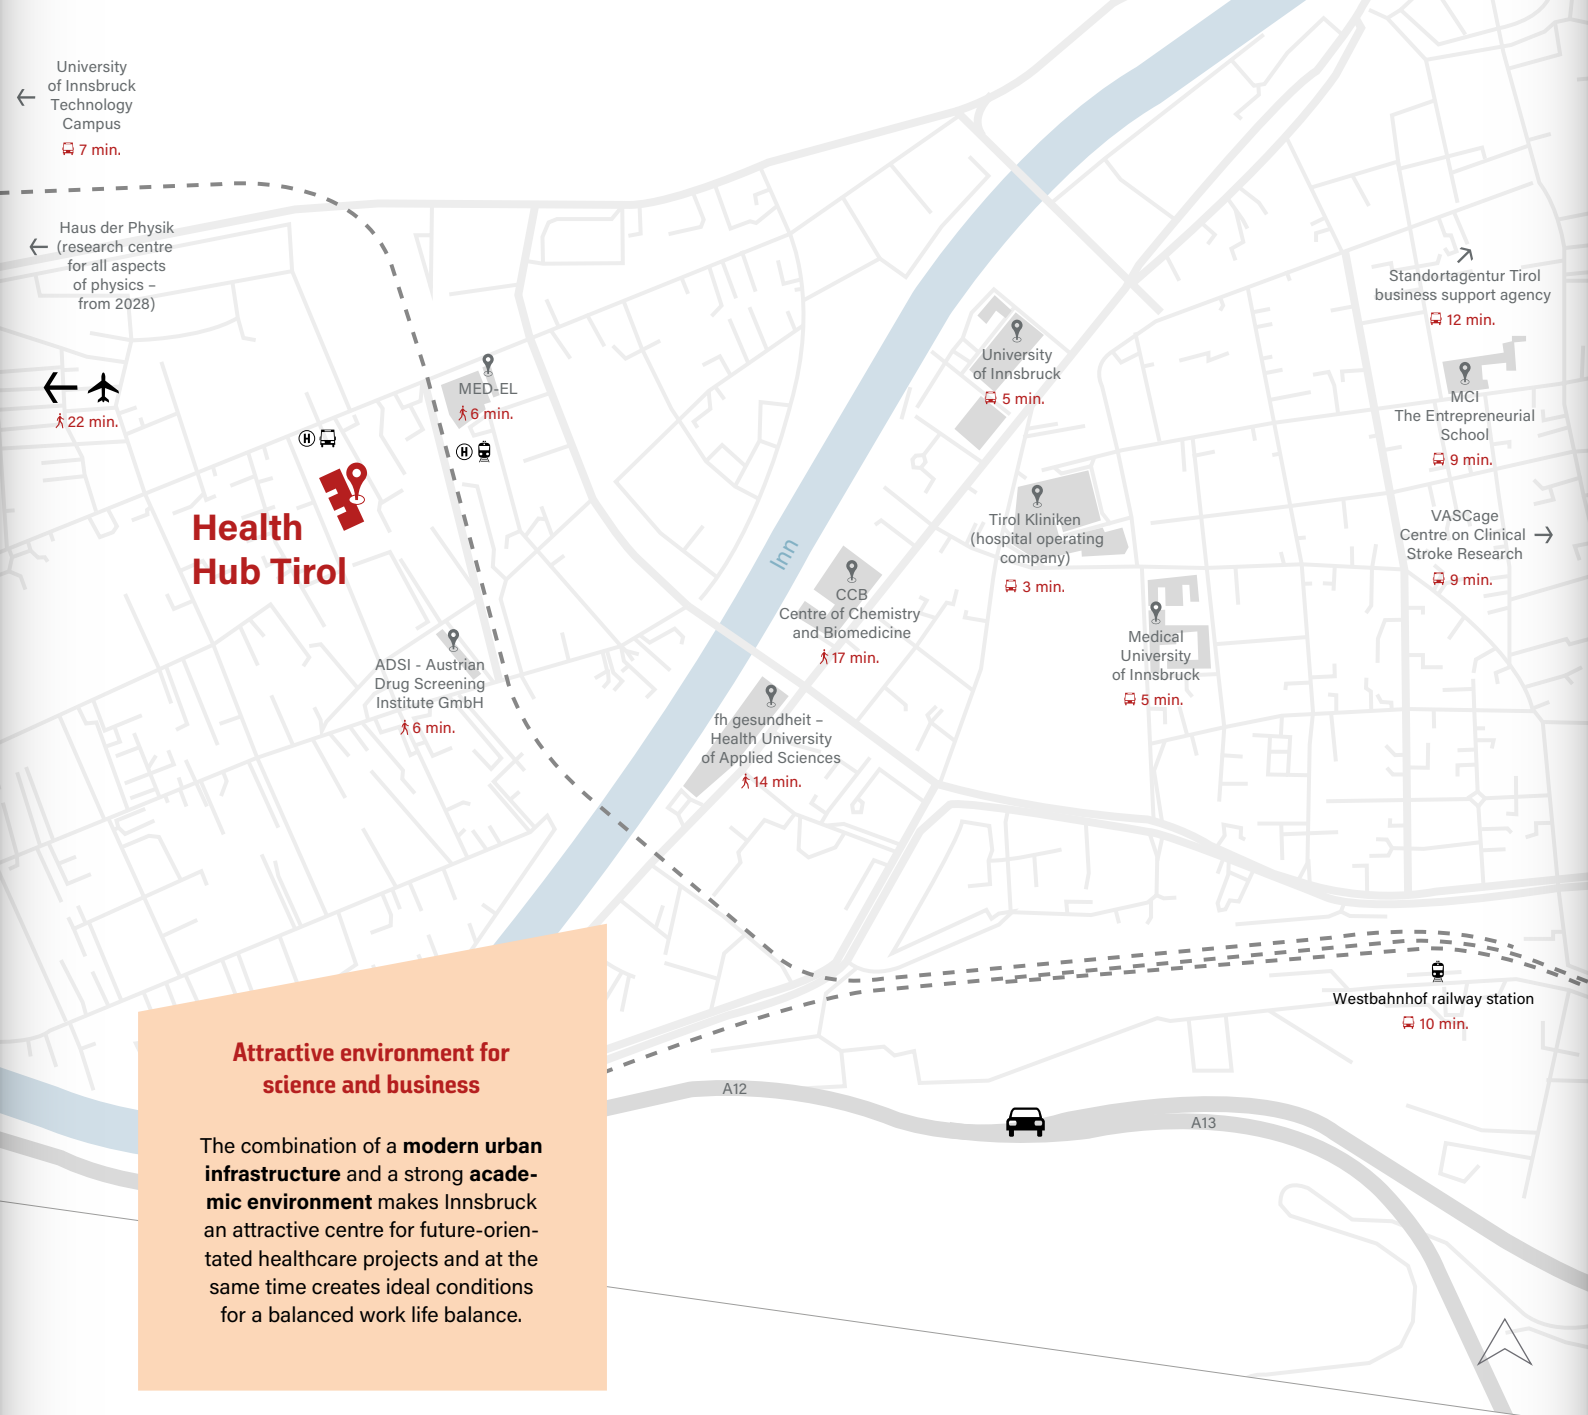 University
of Innsbruck
Technology
Campus
7 min.
Haus der Physik
(research centre
for all aspects
of physics –
from 2028)
22 min.
MED-EL
6 min.
H
H
Health
Hub Tirol
ADSI - Austrian
Drug Screening
Institute GmbH
6 min.
Inn
University
of Innsbruck
5 min.
Tirol Kliniken
(hospital operating
company)
3 min.
CCB
Centre of Chemistry
and Biomedicine
17 min.
fh gesundheit –
Health University
of Applied Sciences
14 min.
Medical
University
of Innsbruck
5 min.
Standortagentur Tirol
business support agency
12 min.
MCI
The Entrepreneurial
School
9 min.
VASCage
Centre on Clinical
Stroke Research
9 min.
Westbahnhof railway station
10 min.
A12
A13
Attractive environment for
science and business
The combination of a modern urban
infrastructure and a strong acade-
mic environment makes Innsbruck
an attractive centre for future-orien-
tated healthcare projects and at the
same time creates ideal conditions
for a balanced work life balance.